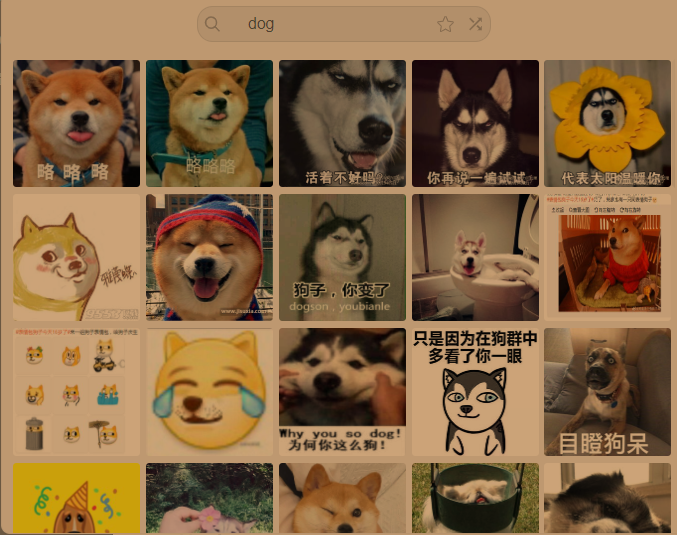 dog
略 略 略
略略略
活着不好吗
你再说一遍试试
代表太阳温暖你
狗子，你变了
dogson , youbianle
只是因为在狗群中
多看了你一眼
Why you so dog!
为何你这么狗!
目瞪狗呆